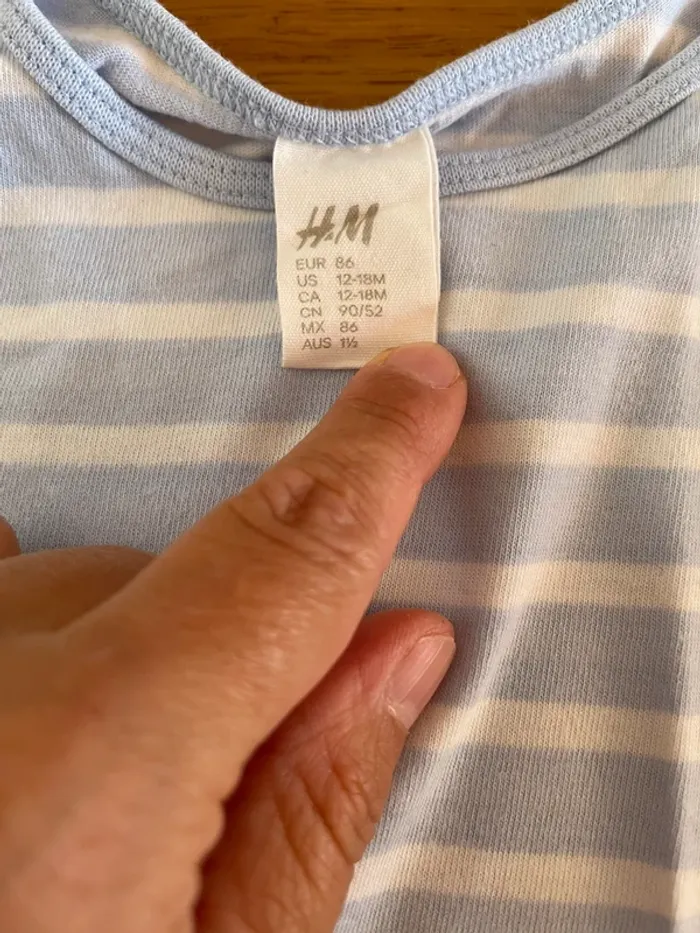 H&M
EUR 86
US 12-18M
CA 12-18M
CN 90/52
MX 86
AUS 1½